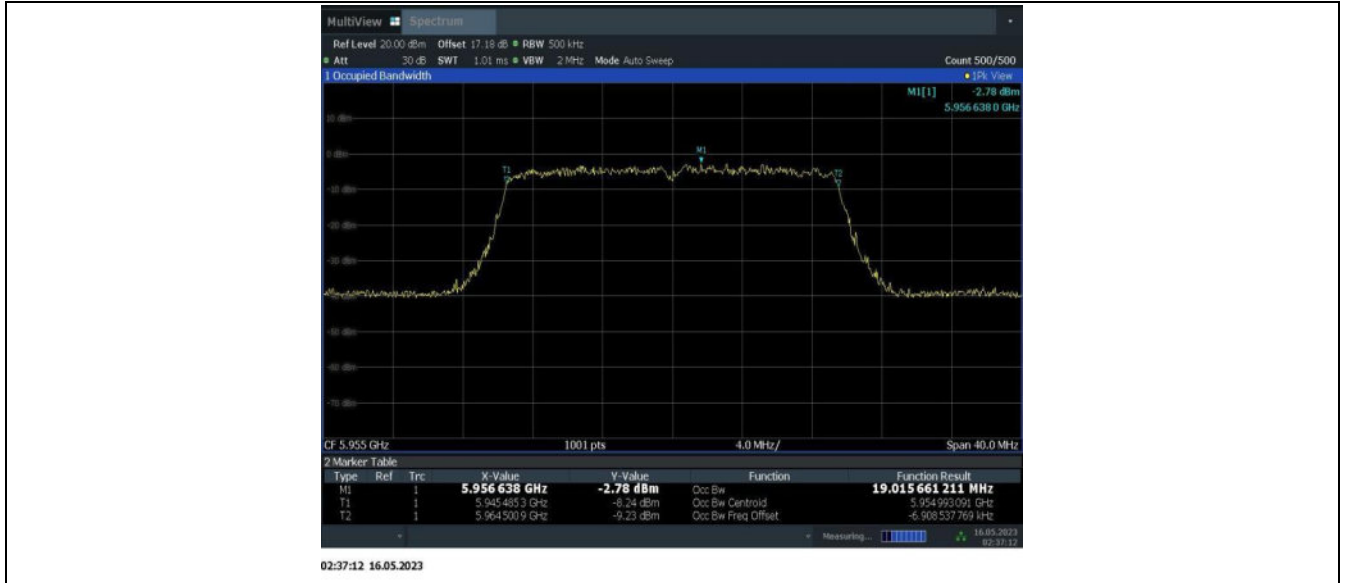 MultiView Spectrum
Ref Level 20.00 dBm Offset 17.18 dB RBW 500 kHz
Att 30 dB SWT 1.01 ms VBW 2 MHz Mode Auto Sweep Count 500/500
1 Occupied Bandwidth 1Pk View
M1[1] -2.78 dBm
5.956 638 0 GHz
10 dBm
0 dBm
M1
T1
T2
-10 dBm
-20 dBm
-30 dBm
-50 dBm
-60 dBm
-70 dBm
CF 5.955 GHz 1001 pts 4.0 MHz/ Span 40.0 MHz
2 Marker Table
Type Ref Trc X-Value Y-Value Function Function Result
M1 1 5.956 638 GHz -2.78 dBm Occ Bw 19.015 661 211 MHz
T1 1 5.945 485 3 GHz -8.24 dBm Occ Bw Centroid 5.954 993 091 GHz
T2 1 5.964 500 9 GHz -9.23 dBm Occ Bw Freq Offset -6.908 537 769 kHz
Measuring... 16.05.2023
02:37:12
02:37:12 16.05.2023